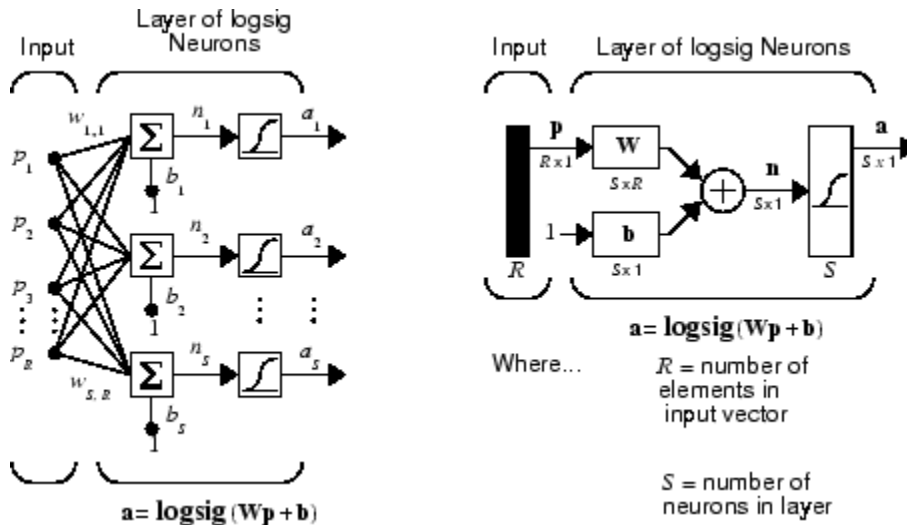 Input
Layer of logsig
Neurons
w1,1
n1
a1
p1
Σ
b1
1
p2
n2
a2
Σ
b2
1
p3
pR
nS
aS
Σ
wS, R
bS
1
a= logsig (Wp + b)
Input
Layer of logsig Neurons
p
W
a
R x 1
S x R
n
S x 1
+
S x 1
1
b
R
S x 1
S
a= logsig (Wp + b)
Where...
R = number of
elements in
input vector
S = number of
neurons in layer